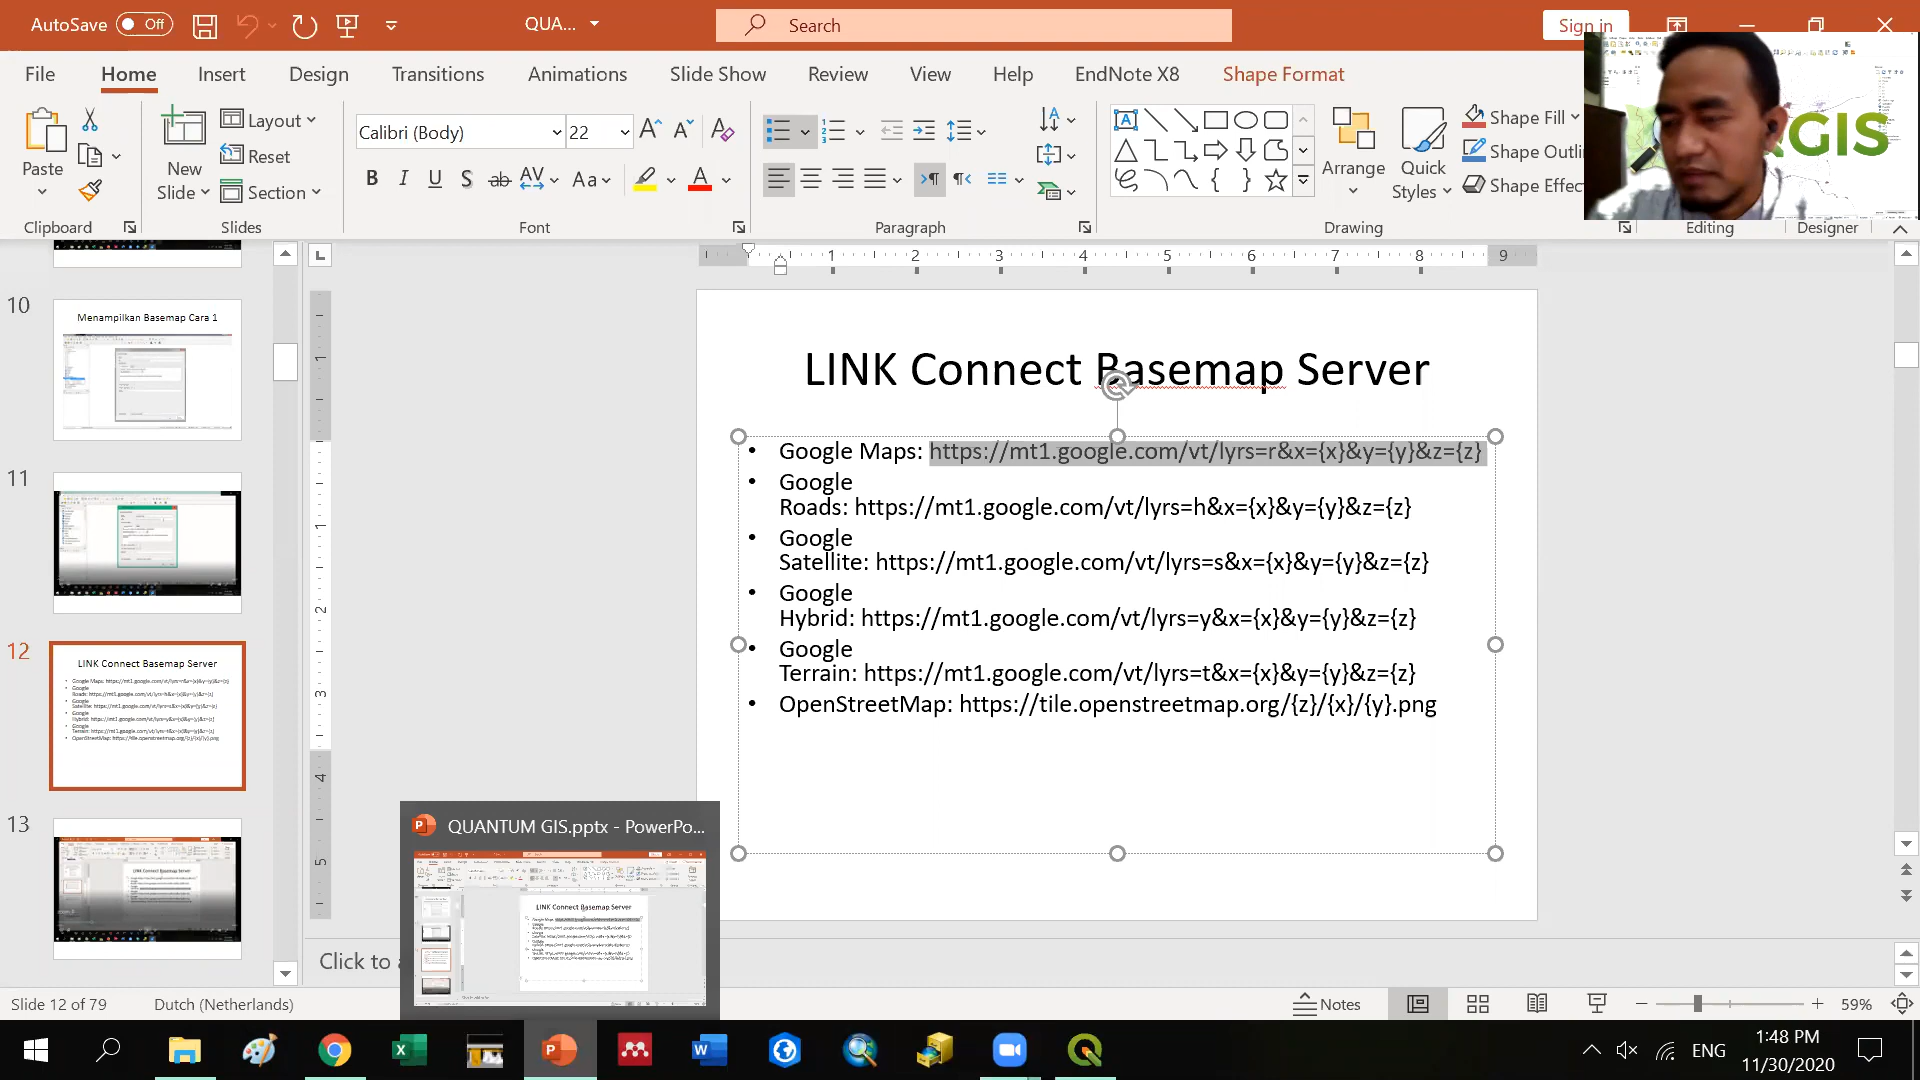 AutoSave Off QUA... Search Sign in
File Home Insert Design Transitions Animations Slide Show Review View Help EndNote X8 Shape Format
Paste
New Slide
Layout
Reset
Section
Calibri (Body) 22
Arrange
Quick Styles
Shape Fill
Shape Outli
Shape Effec
GIS
Clipboard Slides Font Paragraph Drawing Editing Designer
10
Menampilkan Basemap Cara 1
11
12
LINK Connect Basemap Server
13
LINK Connect Basemap Server
• Google Maps: https://mt1.google.com/vt/lyrs=r&x={x}&y={y}&z={z}
• Google
Roads: https://mt1.google.com/vt/lyrs=h&x={x}&y={y}&z={z}
• Google
Satellite: https://mt1.google.com/vt/lyrs=s&x={x}&y={y}&z={z}
• Google
Hybrid: https://mt1.google.com/vt/lyrs=y&x={x}&y={y}&z={z}
• Google
Terrain: https://mt1.google.com/vt/lyrs=t&x={x}&y={y}&z={z}
• OpenStreetMap: https://tile.openstreetmap.org/{z}/{x}/{y}.png
QUANTUM GIS.pptx - PowerPo...
LINK Connect Basemap Server
Click to
Slide 12 of 79 Dutch (Netherlands) Notes 59%
ENG
1:48 PM
11/30/2020